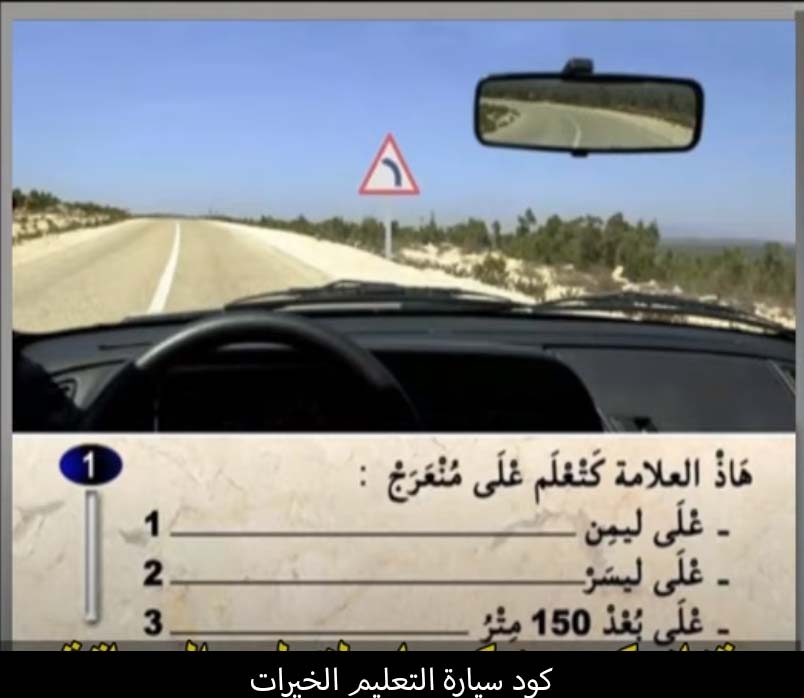 1
هَاذْ العلامة كَتْعْلَم عْلَى مُنْعَرَجْ :
- عْلَى ليمِن 1
- عْلَى ليسَرْ 2
- عْلَى بُعْدْ 150 مِتْرُ 3
كود سيارة التعليم الخيرات